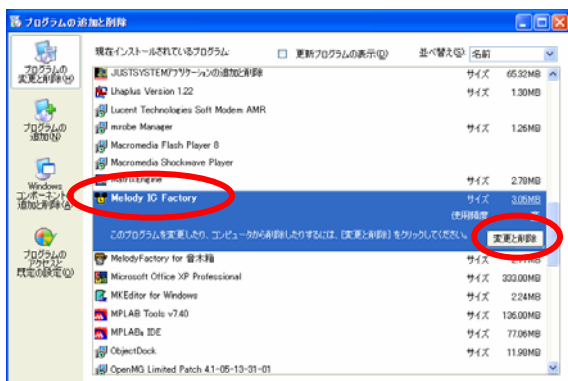 プログラムの追加と削除
プログラムの
変更と削除(H)
プログラムの
追加(N)
Windows
コンポーネントの
追加と削除(A)
プログラムの
アクセスと
既定の設定(O)
現在インストールされているプログラム:
更新プログラムの表示(D)
並べ替え(S): 名前
JUSTSYSTEMアプリケーションの追加と削除 サイズ 65.32MB
Lhaplus Version 1.22 サイズ 1.30MB
Lucent Technologies Soft Modem AMR
mrobe Manager サイズ 1.26MB
Macromedia Flash Player 8
Macromedia Shockwave Player
MatrixEngine サイズ 2.78MB
Melody IC Factory サイズ 3.05MB
使用頻度
このプログラムを変更したり、コンピュータから削除したりするには、[変更と削除] をクリックしてください。 変更と削除
MelodyFactory for 音木箱 サイズ
Microsoft Office XP Professional サイズ 333.00MB
MKEditor for Windows サイズ 2.24MB
MPLAB Tools v7.40 サイズ 136.00MB
MPLAB IDE サイズ 77.06MB
ObjectDock サイズ 11.98MB
OpenMG Limited Patch 4.1-05-13-31-01